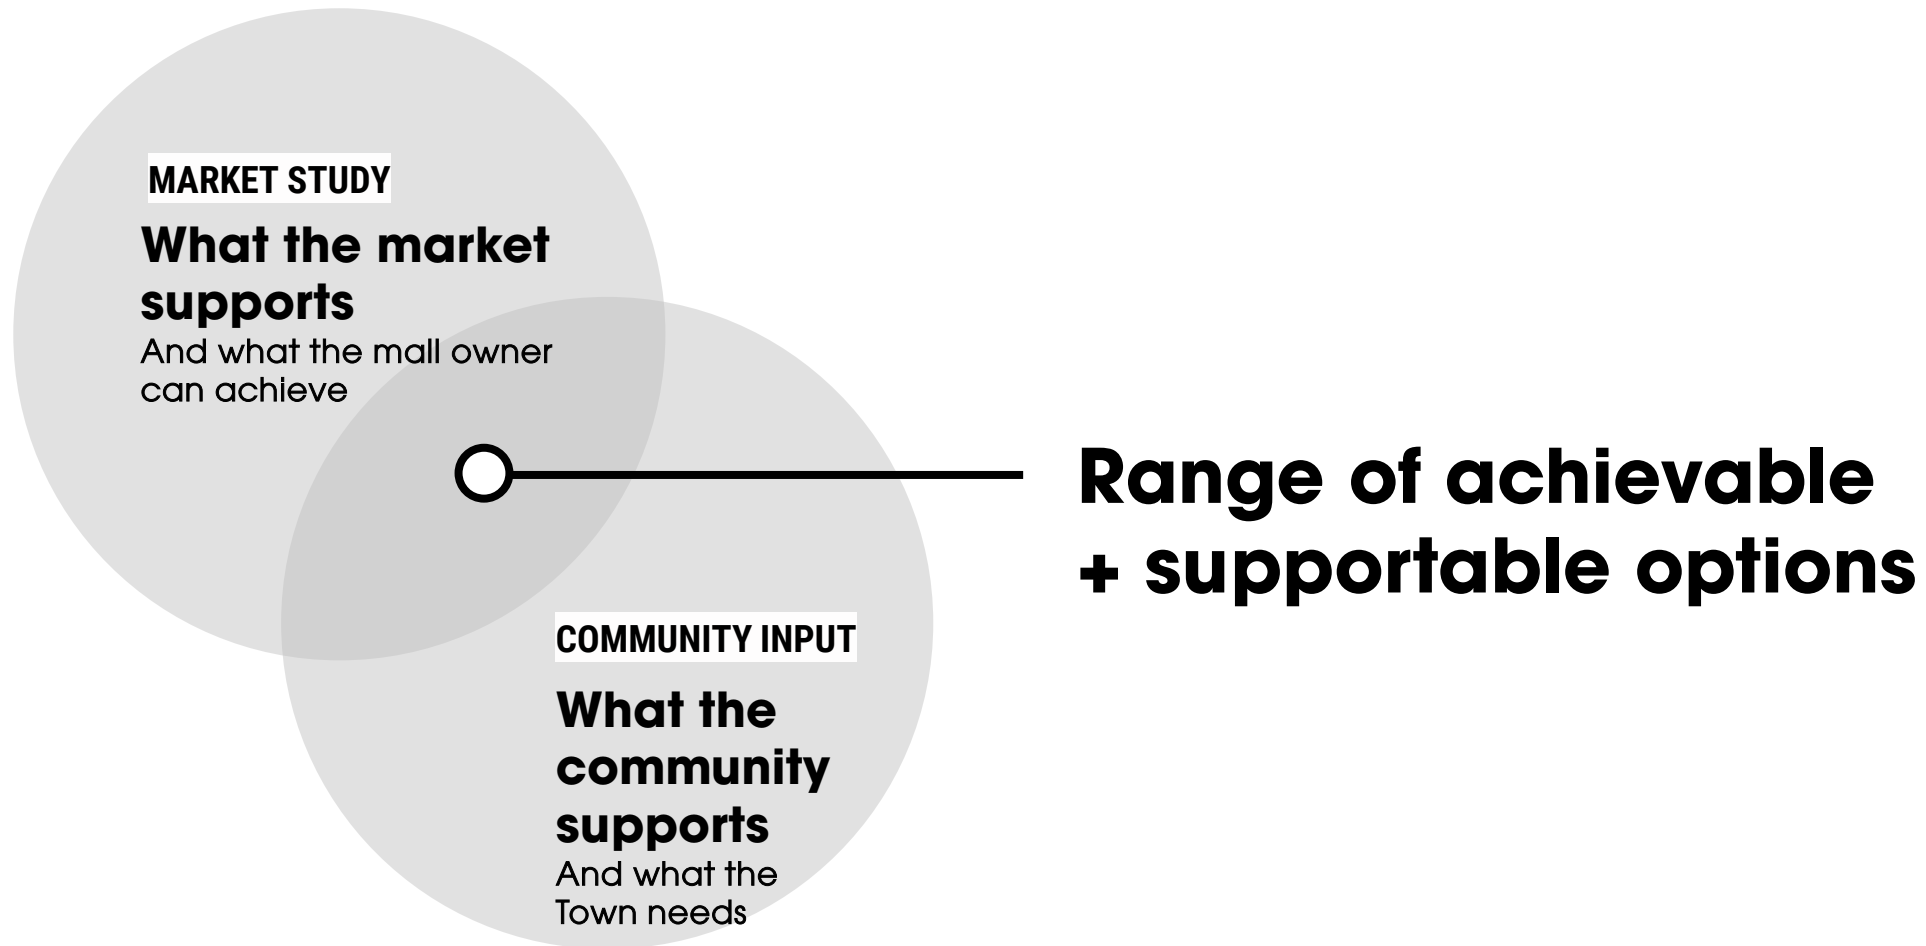 MARKET STUDY
What the market
supports
And what the mall owner
can achieve
Range of achievable
+ supportable options
COMMUNITY INPUT
What the
community
supports
And what the
Town needs